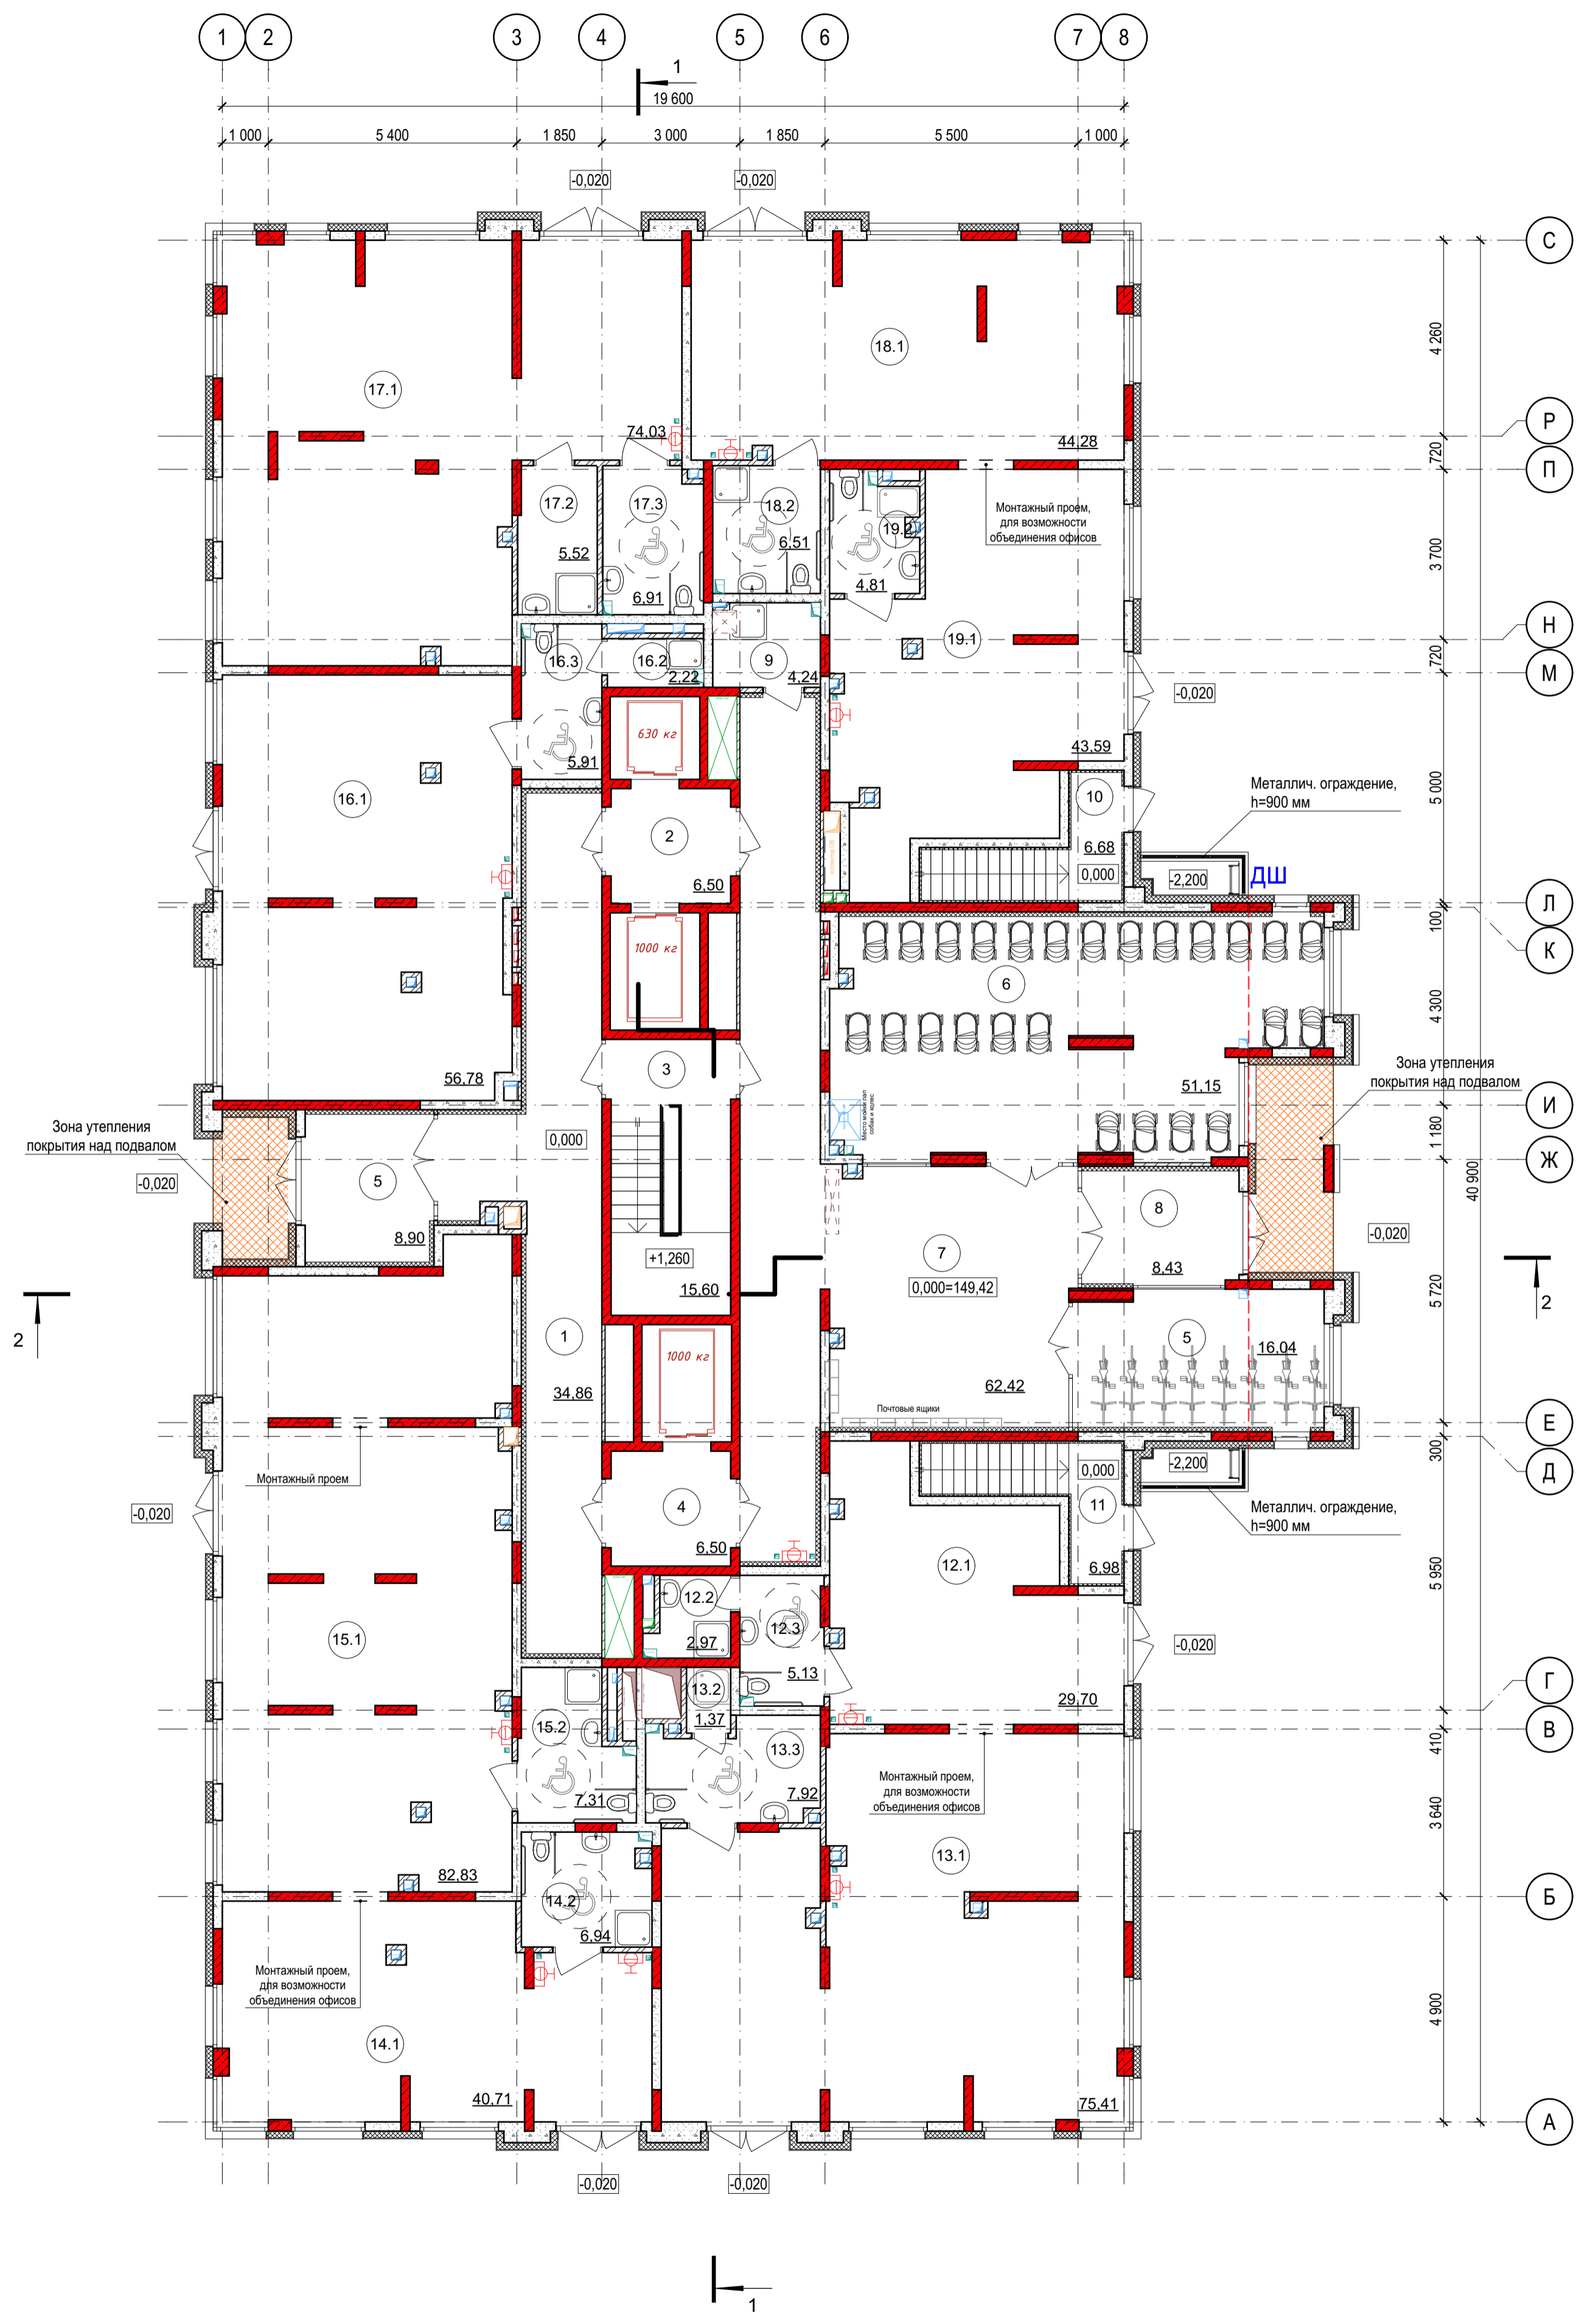 1 2 3 4 5 6 7 8
1
19 600
1 000 5 400 1 850 3 000 1 850 5 500 1 000
-0,020 -0,020
С
4 260
18.1
17.1
Р
74,03
44,28
720
П
17.2 17.3 18.2
19.2
Монтажный проем,
для возможности
объединения офисов
5,52
6,51
3 700
4,81
6,91
Н
19.1
16.3 16.2 9
720
2,22 4,24
М
-0,020
630 кг
43,59
5,91
5 000
Металлич. ограждение,
h=900 мм
10
16.1
2
6,68
0,000
-2,200
ДШ
6,50
Л
100
К
1000 кг
6
4 300
3
Зона утепления
покрытия над подвалом
56,78
51,15
Место мойки лап
собак и колес
И
Зона утепления
покрытия над подвалом
0,000
1 180
Ж
-0,020
5
40 900
8
8,90
7
-0,020
+1,260
8,43
0,000=149,42
15,60
5 720
2
2
1
5
16,04
1000 кг
34,86
62,42
Почтовые ящики
Е
300
Д
Монтажный проем
0,000
-2,200
-0,020
4
11
Металлич. ограждение,
h=900 мм
6,50
12.1
6,98
5 950
12.2
12.3
15.1
2,97
-0,020
5,13
Г
13.2
29,70
1,37
15.2
В
13.3
410
Монтажный проем,
для возможности
объединения офисов
7,31
7,92
3 640
13.1
82,83
14.2
Б
6,94
Монтажный проем,
для возможности
объединения офисов
4 900
14.1
40,71
75,41
А
-0,020 -0,020
1